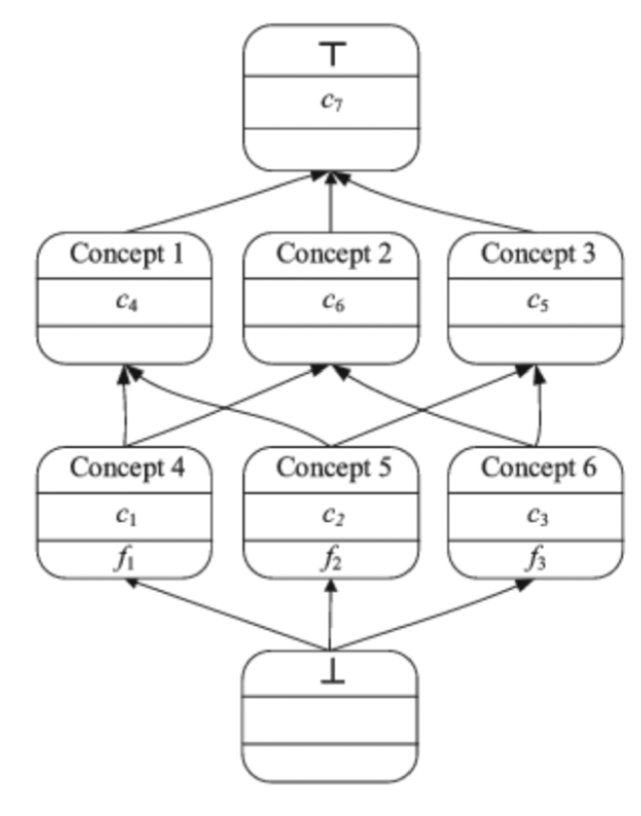 ⊤
c₇
Concept 1 Concept 2 Concept 3
c₄ c₆ c₅
Concept 4 Concept 5 Concept 6
c₁ c₂ c₃
f₁ f₂ f₃
⊥